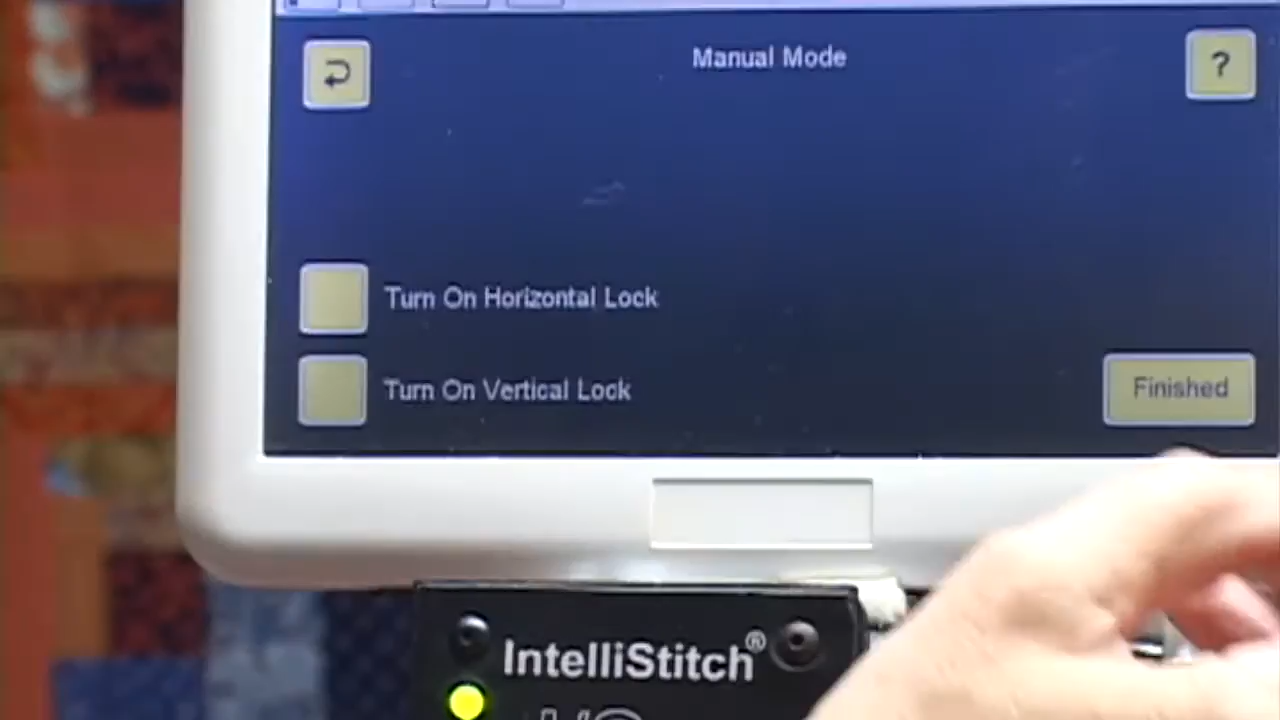 Manual Mode
?
Turn On Horizontal Lock
Turn On Vertical Lock
Finished
IntelliStitch®